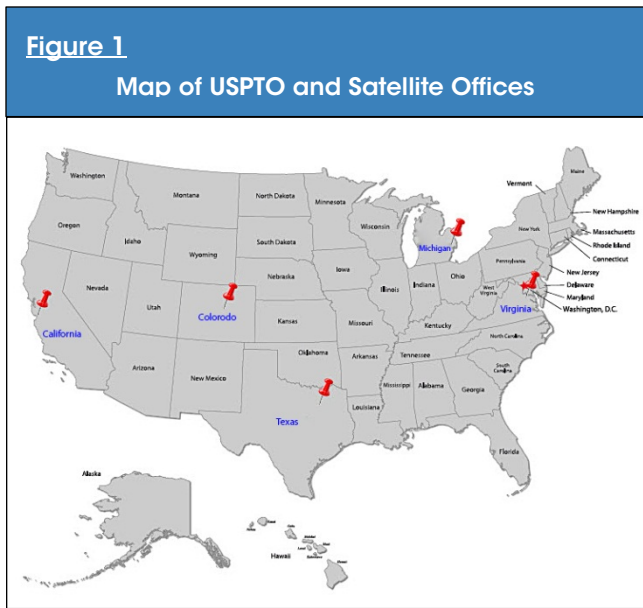 Figure 1
Map of USPTO and Satellite Offices
Washington
Montana
North Dakota
Minnesota
Maine
Vermont
New Hampshire
Massachusetts
Rhode Island
Connecticut
Oregon
Idaho
Wyoming
South Dakota
Wisconsin
Michigan
New York
Pennsylvania
New Jersey
Delaware
Maryland
Washington, D.C.
Nevada
Utah
Colorodo
Nebraska
Iowa
Illinois
Indiana
Ohio
West
Virginia
Virginia
California
Kansas
Missouri
Kentucky
North Carolina
Arizona
New Mexico
Oklahoma
Arkansas
Tennessee
South
Carolina
Texas
Louisiana
Mississippi
Alabama
Georgia
Florida
Alaska
Hawaii